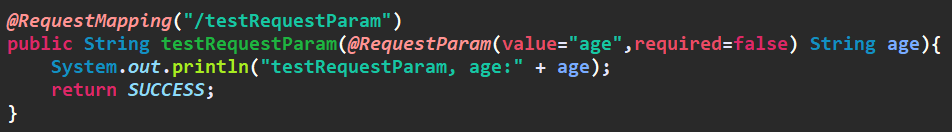 @RequestMapping("/testRequestParam")
public String testRequestParam(@RequestParam(value="age",required=false) String age){
    System.out.println("testRequestParam, age:" + age);
    return SUCCESS;
}